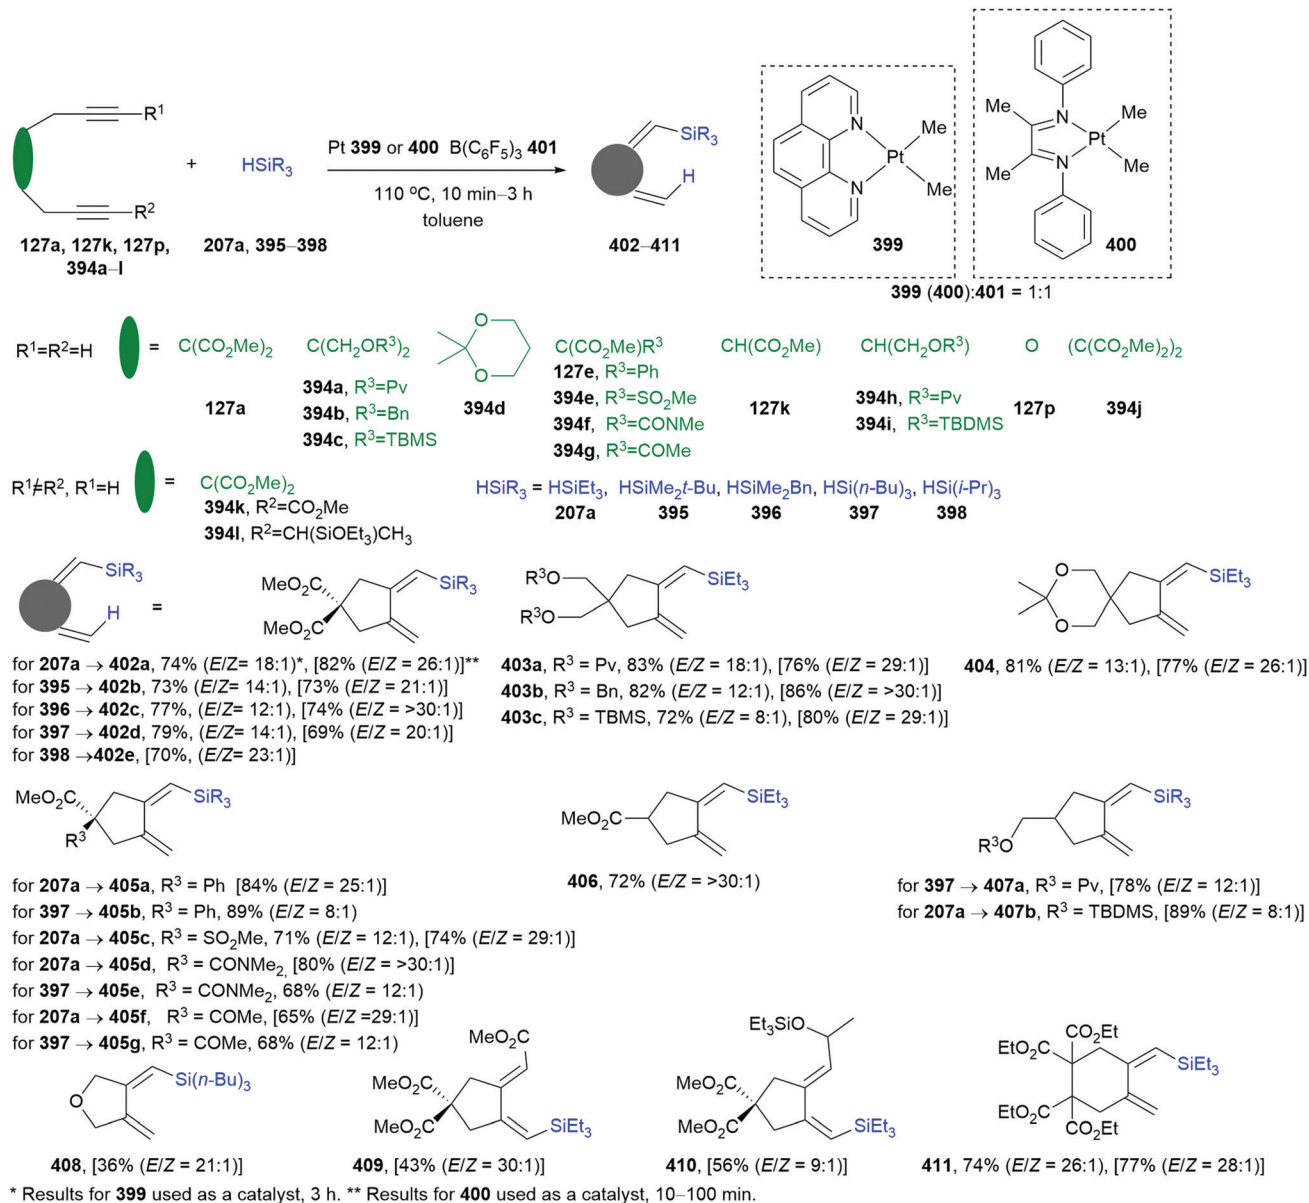 R1
R2
+
HSiR3
Pt 399 or 400 B(C6F5)3 401
110 oC, 10 min–3 h
toluene
SiR3
H
127a, 127k, 127p,
394a–l
207a, 395–398
402–411
N
N
Pt
Me
Me
399
Me
Me
N
N
Pt
Me
Me
400
399 (400):401 = 1:1
R1=R2=H
=
C(CO2Me)2
127a
C(CH2OR3)2
394a, R3=Pv
394b, R3=Bn
394c, R3=TBMS
O
O
394d
C(CO2Me)R3
127e, R3=Ph
394e, R3=SO2Me
394f, R3=CONMe2
394g, R3=COMe
CH(CO2Me)
127k
CH(CH2OR3)
394h, R3=Pv
394i, R3=TBDMS
O
127p
(C(CO2Me)2)2
394j
R1≠R2, R1=H
=
C(CO2Me)2
394k, R2=CO2Me
394l, R2=CH(SiOEt3)CH3
HSiR3 = HSiEt3, HSiMe2t-Bu, HSiMe2Bn, HSi(n-Bu)3, HSi(i-Pr)3
207a 395 396 397 398
SiR3
H
=
MeO2C
MeO2C
SiR3
for 207a → 402a, 74% (E/Z= 18:1)*, [82% (E/Z = 26:1)]**
for 395 → 402b 73% (E/Z= 14:1), [73% (E/Z = 21:1)]
for 396 → 402c 77%, (E/Z= 12:1), [74% (E/Z = >30:1)]
for 397 → 402d 79%, (E/Z= 14:1), [69% (E/Z = 20:1)]
for 398 →402e, [70%, (E/Z= 23:1)]
R3O
R3O
SiEt3
403a, R3 = Pv, 83% (E/Z = 18:1), [76% (E/Z = 29:1)]
403b, R3 = Bn, 82% (E/Z = 12:1), [86% (E/Z = >30:1)]
403c, R3 = TBMS, 72% (E/Z = 8:1), [80% (E/Z = 29:1)]
O
O
SiEt3
404, 81% (E/Z = 13:1), [77% (E/Z = 26:1)]
MeO2C
R3
SiR3
for 207a → 405a, R3 = Ph [84% (E/Z = 25:1)]
for 397 → 405b, R3 = Ph, 89% (E/Z = 8:1)
for 207a → 405c, R3 = SO2Me, 71% (E/Z = 12:1), [74% (E/Z = 29:1)]
for 207a → 405d, R3 = CONMe2, [80% (E/Z = >30:1)]
for 397 → 405e, R3 = CONMe2, 68% (E/Z = 12:1)
for 207a → 405f, R3 = COMe, [65% (E/Z =29:1)]
for 397 → 405g, R3 = COMe, 68% (E/Z = 12:1)
MeO2C
SiEt3
406, 72% (E/Z = >30:1)
R3O
SiR3
for 397 → 407a, R3 = Pv, [78% (E/Z = 12:1)]
for 207a → 407b, R3 = TBDMS, [89% (E/Z = 8:1)]
O
Si(n-Bu)3
408, [36% (E/Z = 21:1)]
MeO2C
MeO2C
MeO2C
SiEt3
409, [43% (E/Z = 30:1)]
Et3SiO
MeO2C
MeO2C
SiEt3
410, [56% (E/Z = 9:1)]
CO2Et
EtO2C
EtO2C
CO2Et
SiEt3
411, 74% (E/Z = 26:1), [77% (E/Z = 28:1)]
* Results for 399 used as a catalyst, 3 h. ** Results for 400 used as a catalyst, 10–100 min.